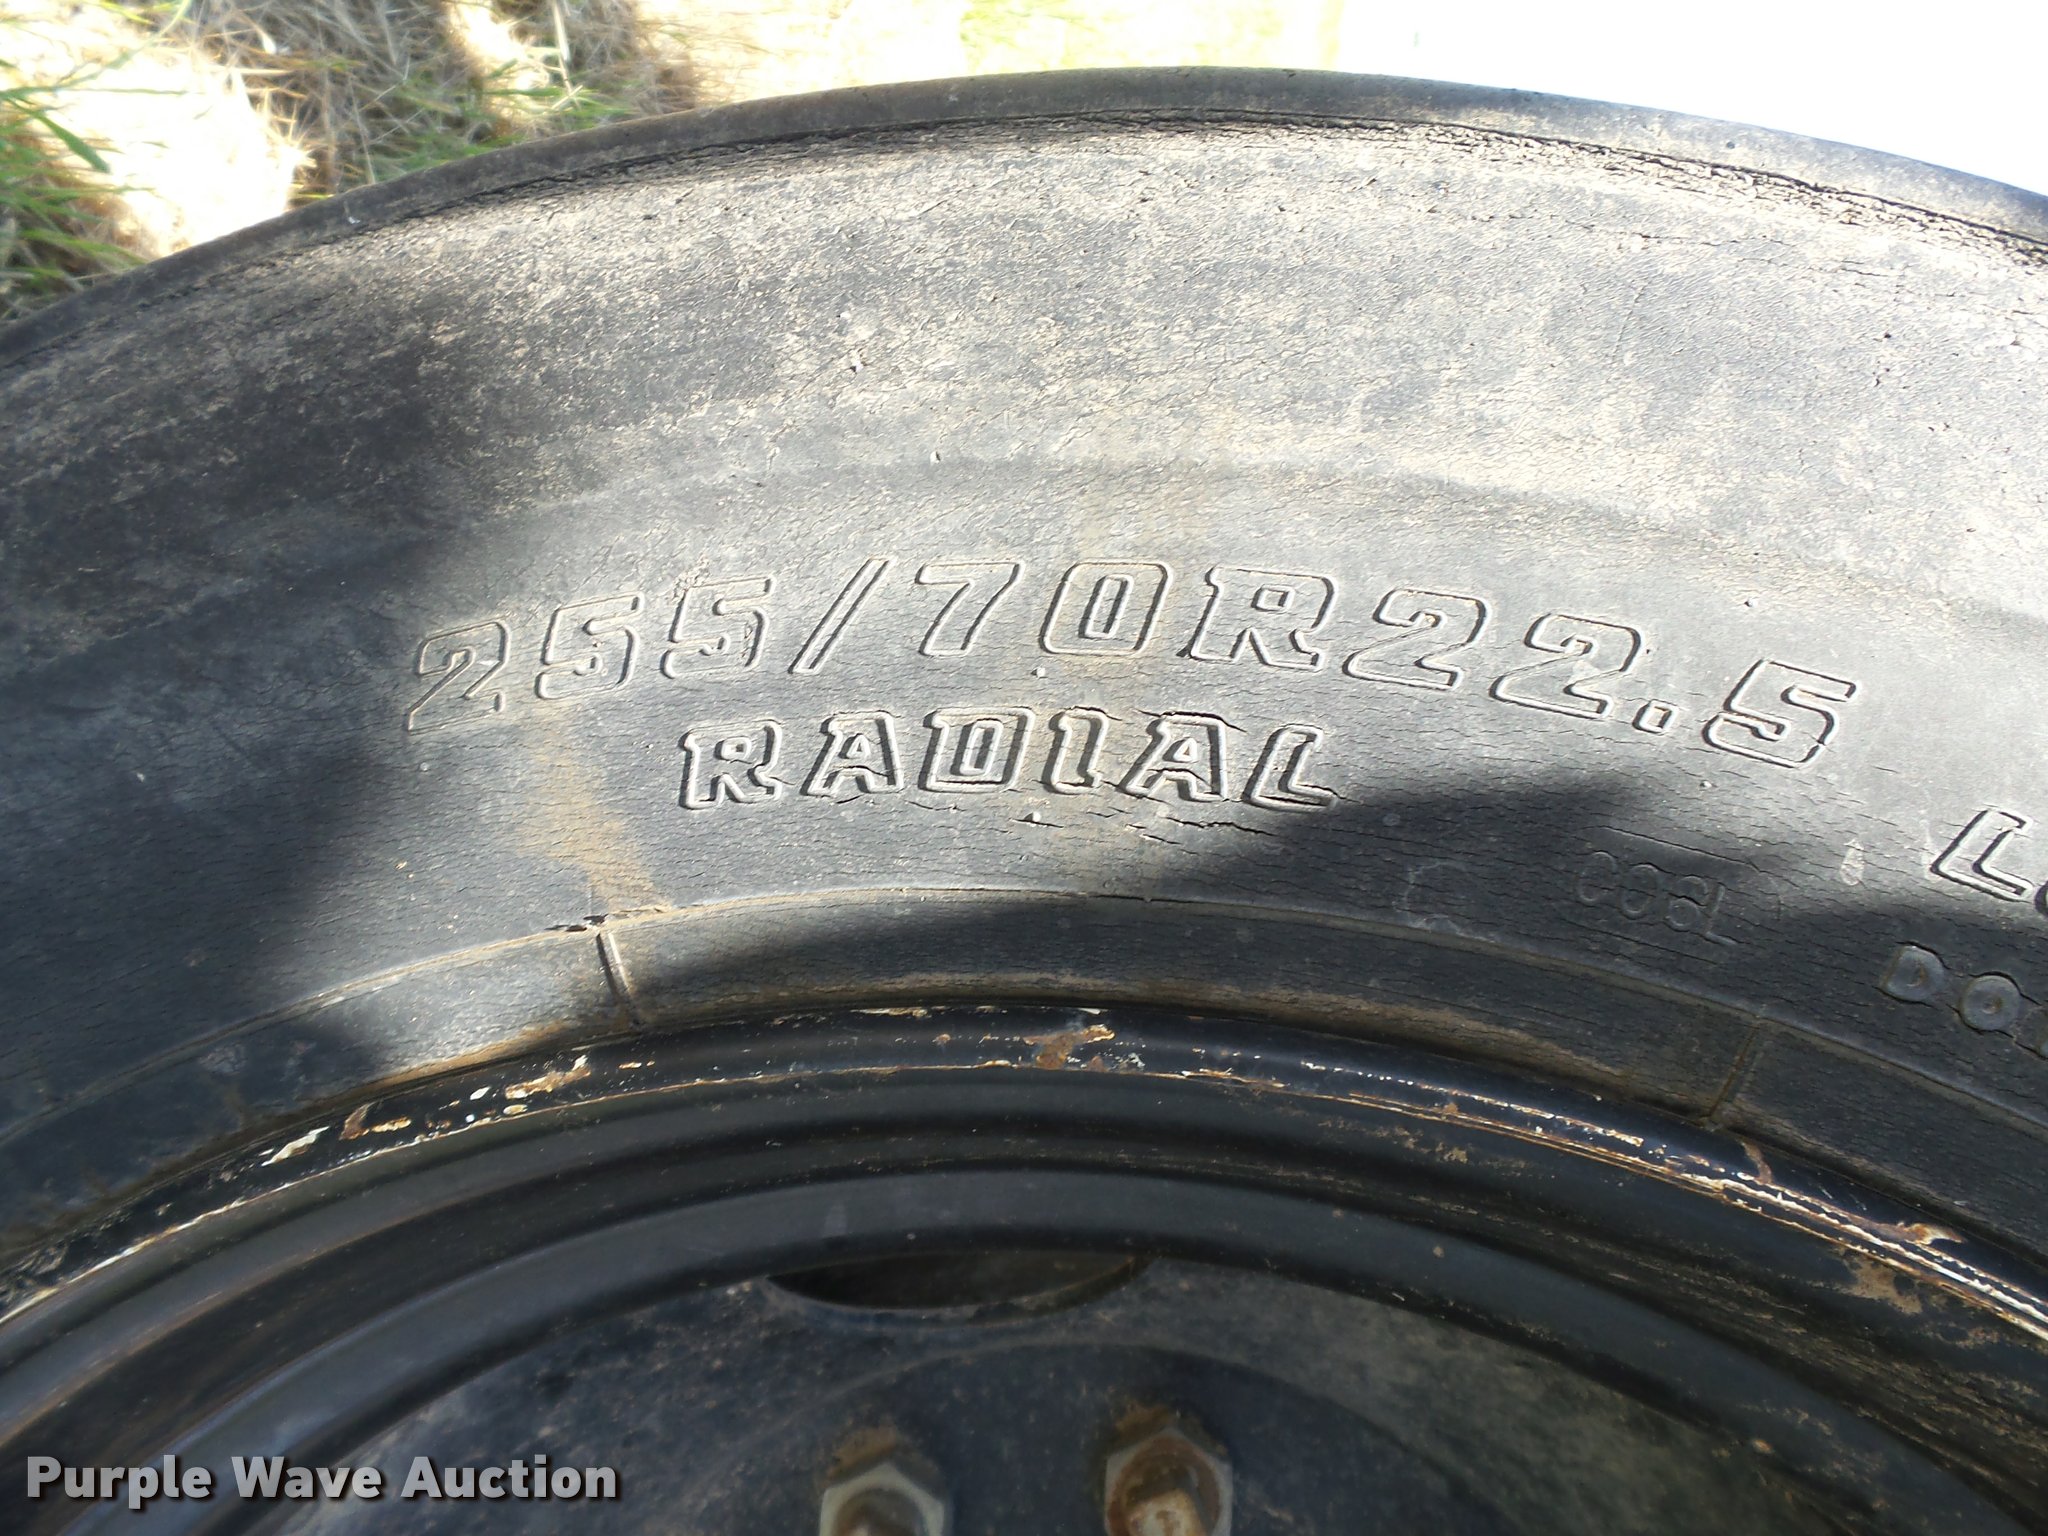 255/70R22.5
RADIAL
Purple Wave Auction